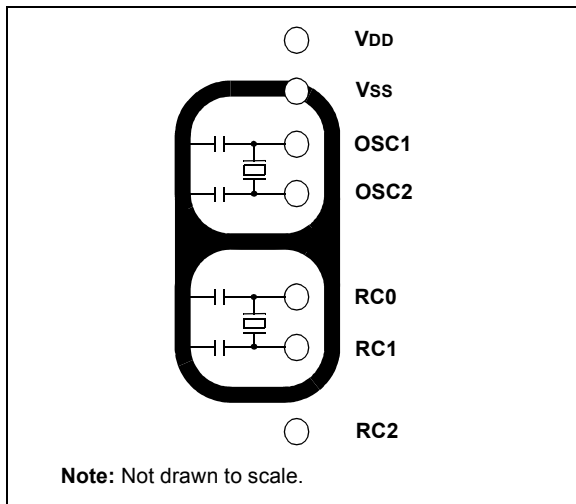 VDD
VSS
OSC1
OSC2
RC0
RC1
RC2
Note: Not drawn to scale.